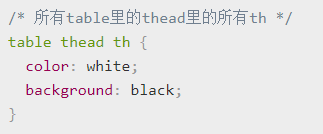 /* 所有table里的thead里的所有th */
table thead th {
  color: white;
  background: black;
}